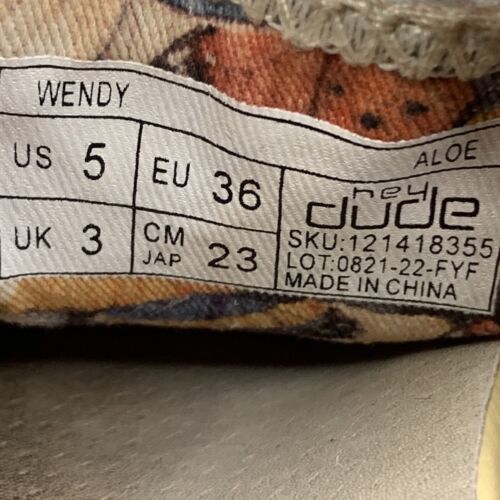 WENDY
ALOE
US 5
EU 36
UK 3
CM
JAP 23
hey
dude
SKU:121418355
LOT:0821-22-FYF
MADE IN CHINA